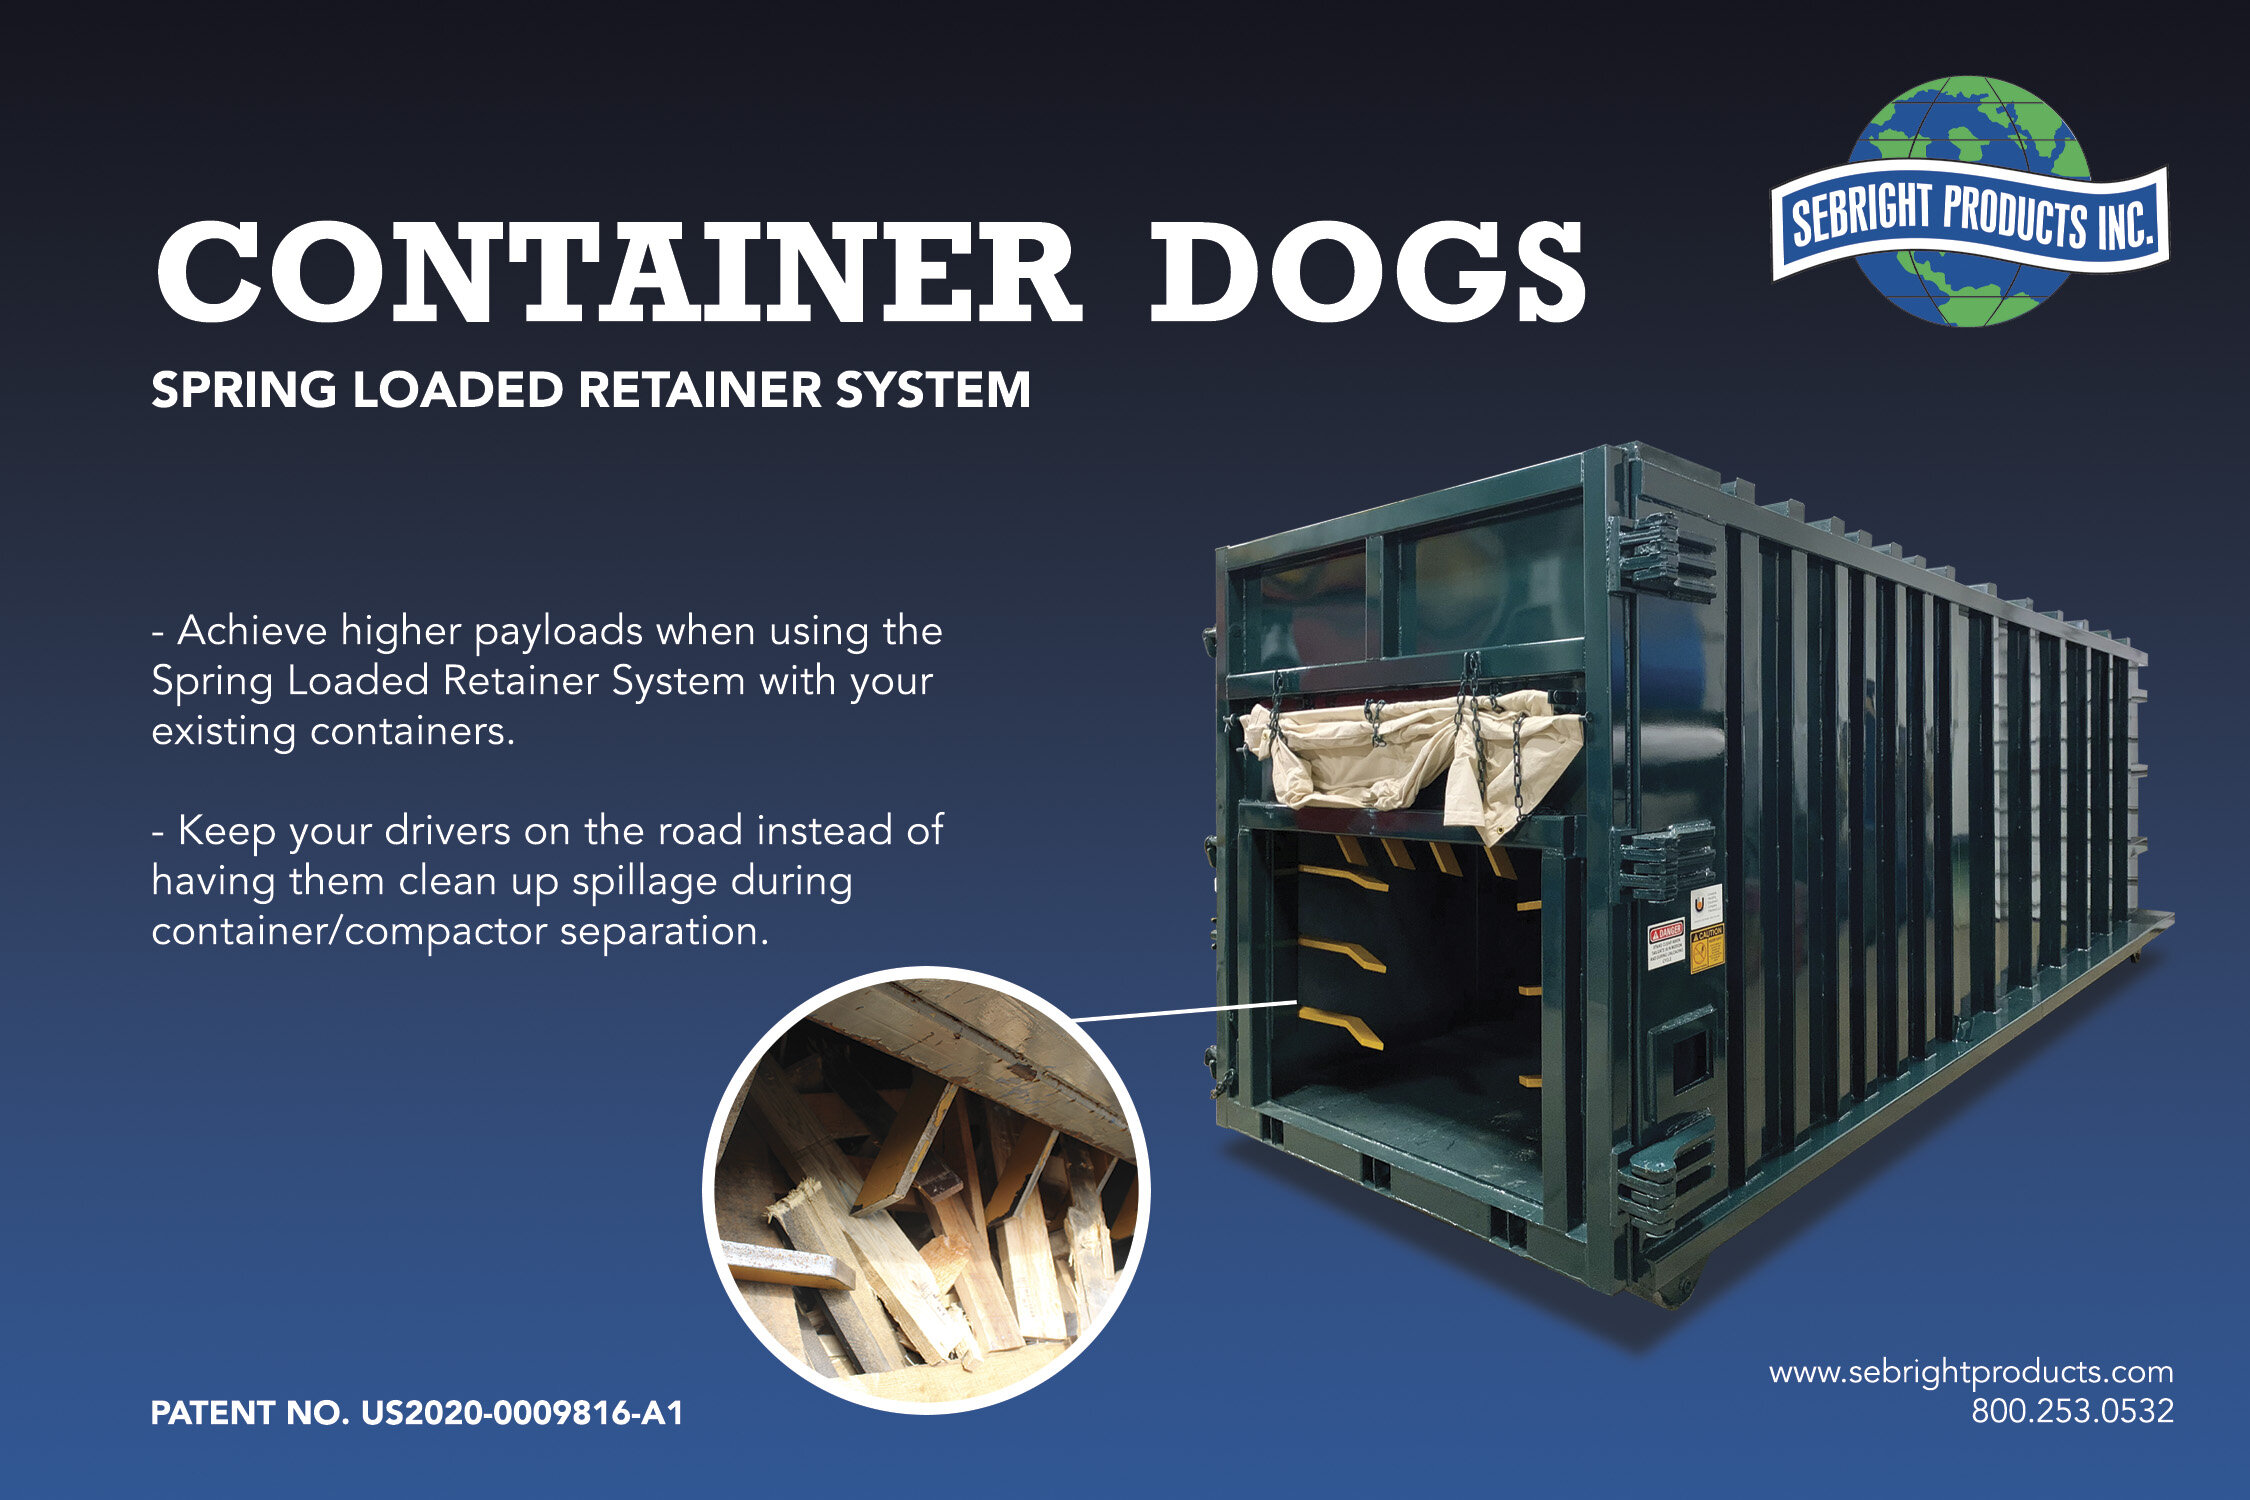 SEBRIGHT PRODUCTS INC.
CONTAINER DOGS
SPRING LOADED RETAINER SYSTEM
- Achieve higher payloads when using the
Spring Loaded Retainer System with your
existing containers.
- Keep your drivers on the road instead of
having them clean up spillage during
container/compactor separation.
DANGER
CAUTION
PATENT NO. US2020-0009816-A1
www.sebrightproducts.com
800.253.0532